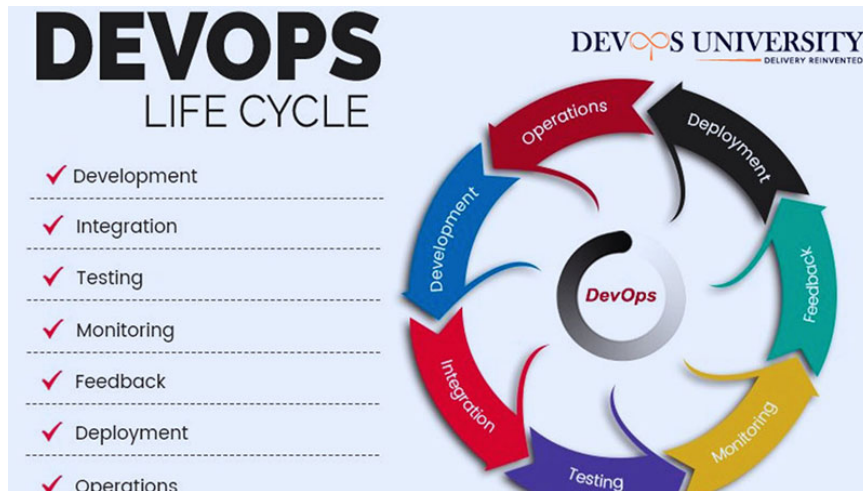 DEVOPS
LIFE CYCLE
Development
Integration
Testing
Monitoring
Feedback
Deployment
Operations
DEVOPS UNIVERSITY
DELIVERY REINVENTED
Operations
Deployment
Feedback
Monitoring
Testing
Integration
Development
DevOps